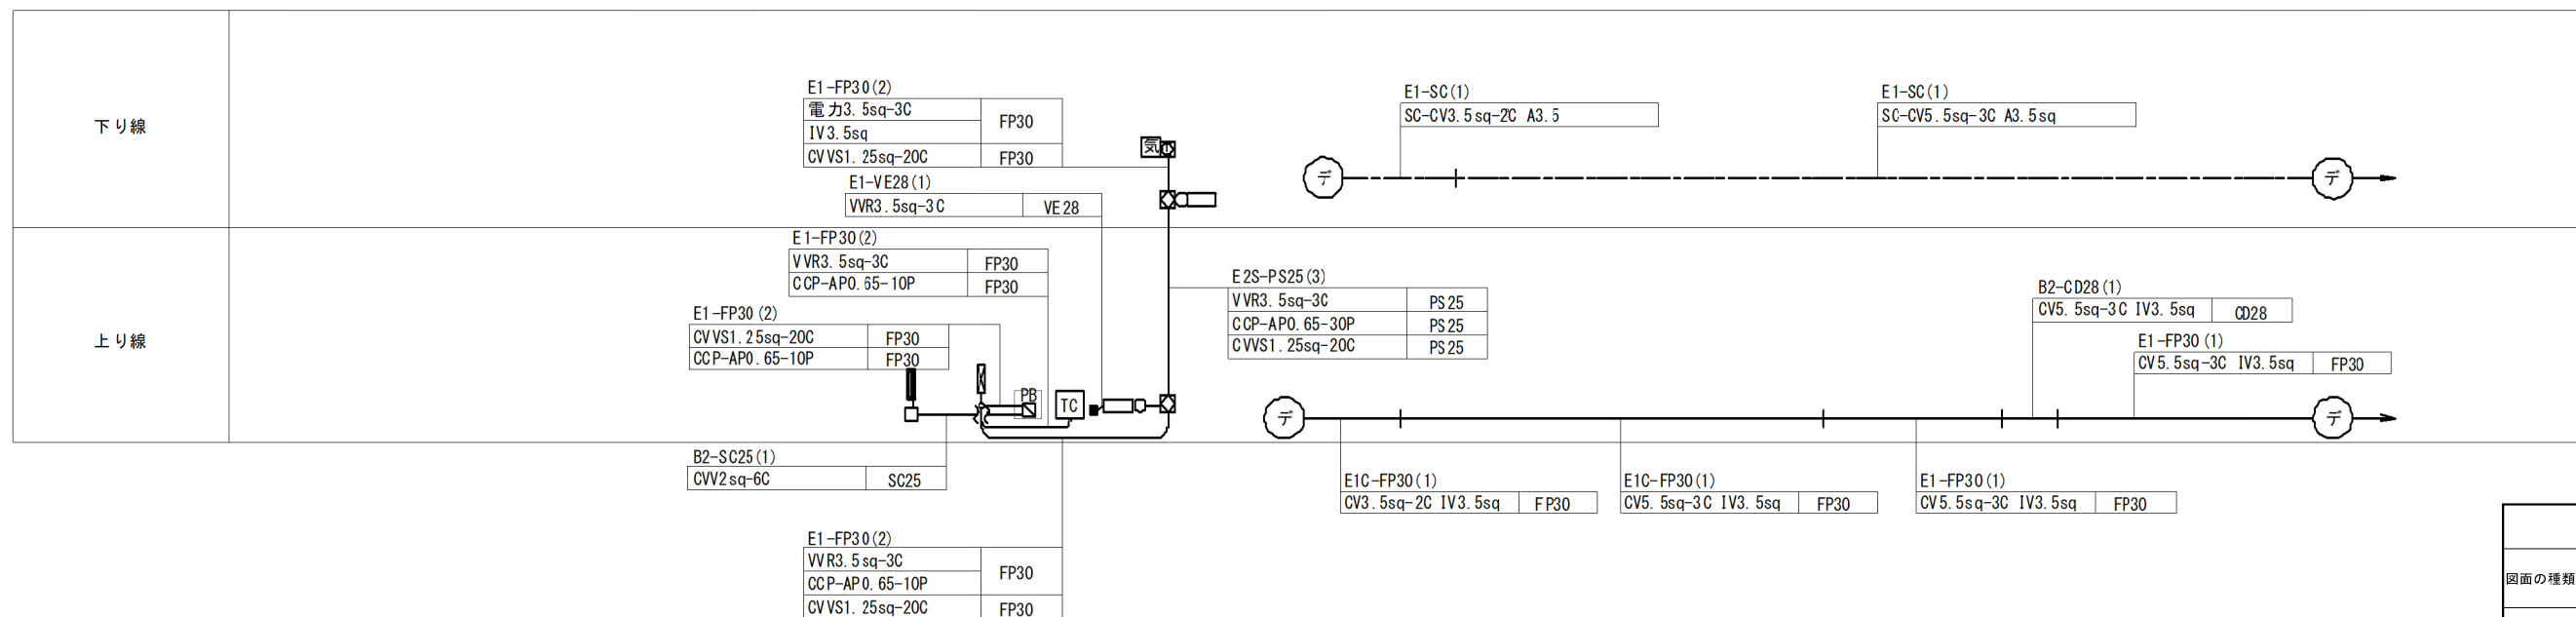 下り線
E1-FP30(2)
電力3.5sq-3C
IV3.5sq
FP30
CVVS1.25sq-20C FP30
E1-VE28(1)
VVR3.5sq-3C VE28
気
T
E1-SC(1)
SC-CV3.5sq-2C A3.5
E1-SC(1)
SC-CV5.5sq-3C A3.5sq
デ
デ
上り線
E1-FP30(2)
VVR3.5sq-3C FP30
CCP-AP0.65-10P FP30
E1-FP30(2)
CVVS1.25sq-20C FP30
CCP-AP0.65-10P FP30
PB
TC
E2S-PS25(3)
VVR3.5sq-3C PS25
CCP-AP0.65-30P PS25
CVVS1.25sq-20C PS25
B2-CD28(1)
CV5.5sq-3C IV3.5sq CD28
E1-FP30(1)
CV5.5sq-3C IV3.5sq FP30
デ
デ
B2-SC25(1)
CVV2sq-6C SC25
E1C-FP30(1)
CV3.5sq-2C IV3.5sq FP30
E1C-FP30(1)
CV5.5sq-3C IV3.5sq FP30
E1-FP30(1)
CV5.5sq-3C IV3.5sq FP30
E1-FP30(2)
VVR3.5sq-3C
CCP-AP0.65-10P
FP30
CVVS1.25sq-20C FP30
図面の種類